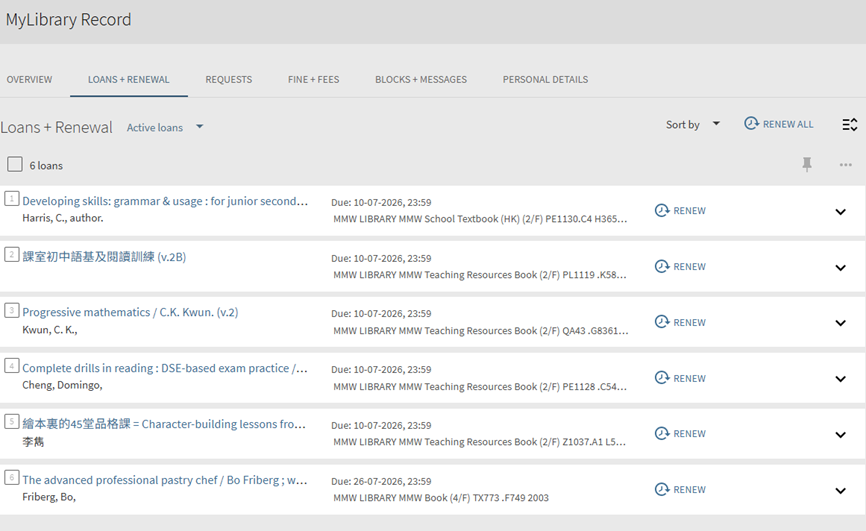 MyLibrary Record
OVERVIEW LOANS + RENEWAL REQUESTS FINE + FEES BLOCKS + MESSAGES PERSONAL DETAILS
Loans + Renewal Active loans Sort by RENEW ALL
6 loans
1 Developing skills: grammar & usage : for junior second... Due: 10-07-2026, 23:59 RENEW
Harris, C., author. MMW LIBRARY MMW School Textbook (HK) (2/F) PE1130.C4 H365...
2 課室初中語基及閱讀訓練 (v.2B) Due: 10-07-2026, 23:59 RENEW
MMW LIBRARY MMW Teaching Resources Book (2/F) PL1119 .K58...
3 Progressive mathematics / C.K. Kwun. (v.2) Due: 10-07-2026, 23:59 RENEW
Kwun, C. K., MMW LIBRARY MMW Teaching Resources Book (2/F) QA43 .G8361...
4 Complete drills in reading : DSE-based exam practice /... Due: 10-07-2026, 23:59 RENEW
Cheng, Domingo, MMW LIBRARY MMW Teaching Resources Book (2/F) PE1128 .C54...
5 繪本裏的45堂品格課 = Character-building lessons fro... Due: 10-07-2026, 23:59 RENEW
李雋 MMW LIBRARY MMW Teaching Resources Book (2/F) Z1037.A1 L5...
6 The advanced professional pastry chef / Bo Friberg ; w... Due: 26-07-2026, 23:59 RENEW
Friberg, Bo, MMW LIBRARY MMW Book (4/F) TX773 .F749 2003